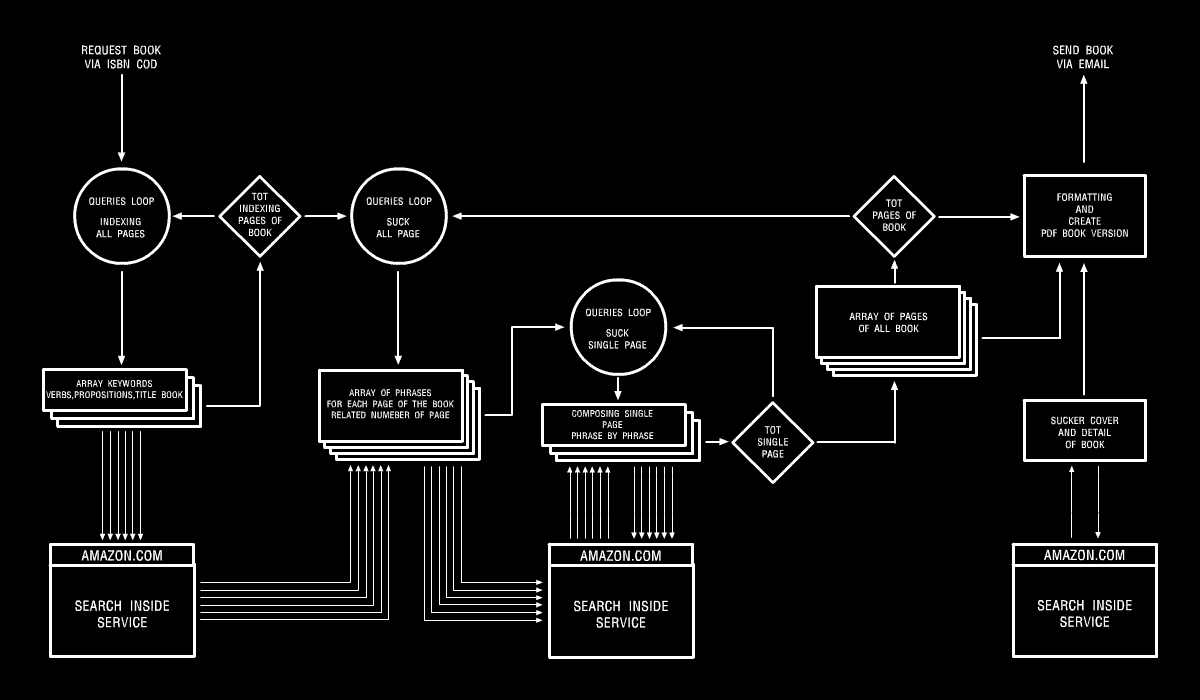 REQUEST BOOK
VIA ISBN COD
SEND BOOK
VIA EMAIL
QUERIES LOOP
INDEXING
ALL PAGES
TOT
INDEXING
PAGES OF
BOOK
QUERIES LOOP
SUCK
ALL PAGE
TOT
PAGES OF
BOOK
FORMATTING
AND
CREATE
PDF BOOK VERSION
QUERIES LOOP
SUCK
SINGLE PAGE
ARRAY OF PAGES
OF ALL BOOK
ARRAY KEYWORDS
VERBS,PROPOSITIONS,TITLE BOOK
ARRAY OF PHRASES
FOR EACH PAGE OF THE BOOK
RELATED NUMEBER OF PAGE
COMPOSING SINGLE
PAGE
PHRASE BY PHRASE
TOT
SINGLE
PAGE
SUCKER COVER
AND DETAIL
OF BOOK
AMAZON.COM
SEARCH INSIDE
SERVICE
AMAZON.COM
SEARCH INSIDE
SERVICE
AMAZON.COM
SEARCH INSIDE
SERVICE